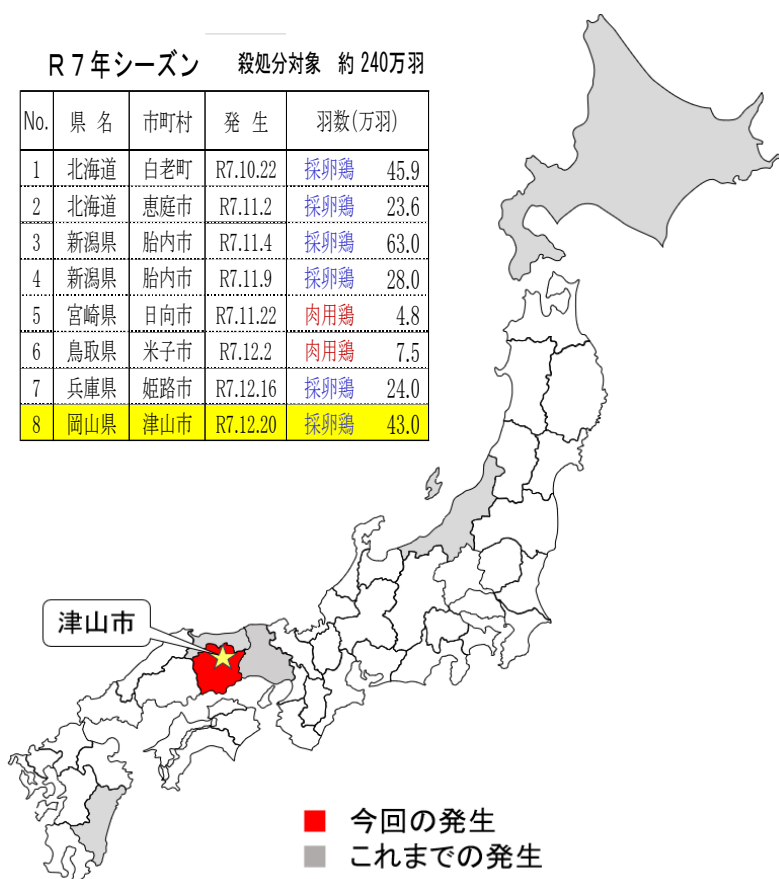 R7年シーズン 殺処分対象 約240万羽
No. 県名 市町村 発生 羽数(万羽)
1 北海道 白老町 R7.10.22 採卵鶏 45.9
2 北海道 恵庭市 R7.11.2 採卵鶏 23.6
3 新潟県 胎内市 R7.11.4 採卵鶏 63.0
4 新潟県 胎内市 R7.11.9 採卵鶏 28.0
5 宮崎県 日向市 R7.11.22 肉用鶏 4.8
6 鳥取県 米子市 R7.12.2 肉用鶏 7.5
7 兵庫県 姫路市 R7.12.16 採卵鶏 24.0
8 岡山県 津山市 R7.12.20 採卵鶏 43.0
津山市
今回の発生
これまでの発生